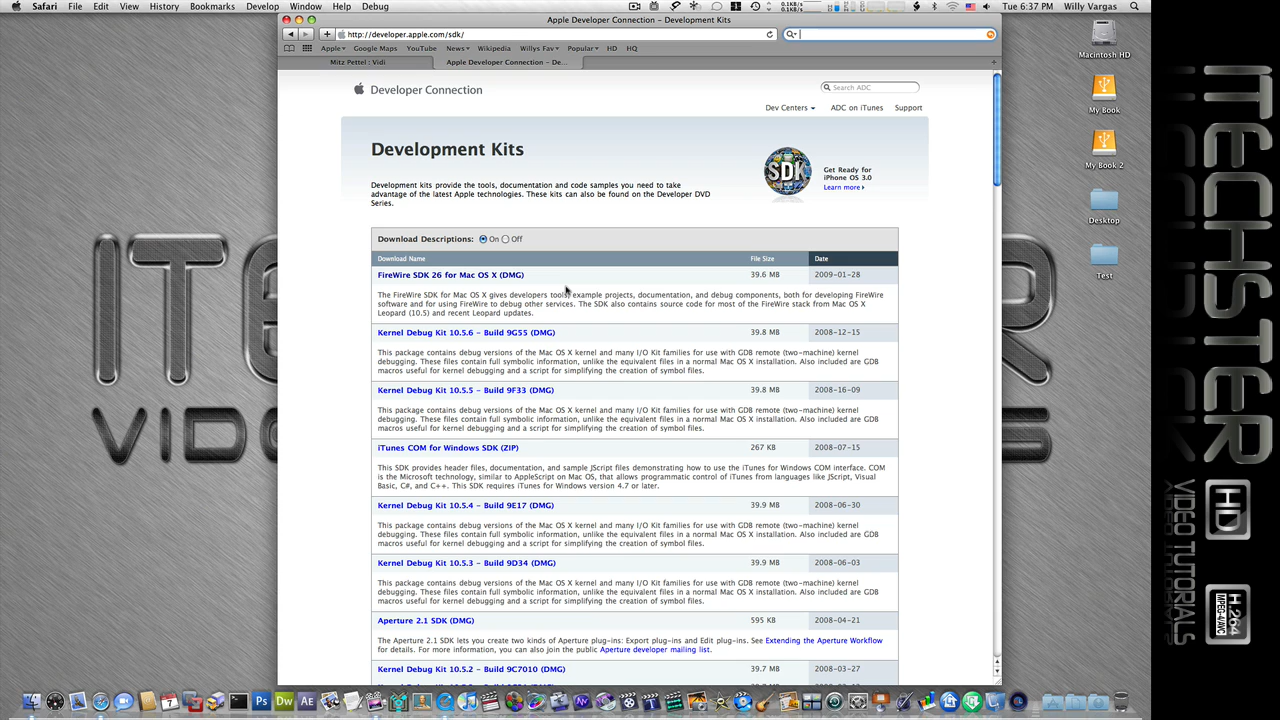 Safari File Edit View History Bookmarks Develop Window Help Debug
0.1KB/s
0.1KB/s
Tue 6:37 PM Willy Vargas
Apple Developer Connection – Development Kits
http://developer.apple.com/sdk/
Apple Google Maps YouTube News Wikipedia Willys Fav Popular HD HQ
Mitz Pettel : Vidi
Apple Developer Connection – De...
Developer Connection
Search ADC
Dev Centers ADC on iTunes Support
Development Kits
SDK
Get Ready for
iPhone OS 3.0
Learn more
Development kits provide the tools, documentation and code samples you need to take
advantage of the latest Apple technologies. These kits can also be found on the Developer DVD
Series.
Download Descriptions: On Off
Download Name File Size Date
FireWire SDK 26 for Mac OS X (DMG) 39.6 MB 2009-01-28
The FireWire SDK for Mac OS X gives developers tools, example projects, documentation, and debug components, both for developing FireWire
software and for using FireWire to debug other services. The SDK also contains source code for most of the FireWire stack from Mac OS X
Leopard (10.5) and recent Leopard updates.
Kernel Debug Kit 10.5.6 – Build 9G55 (DMG) 39.8 MB 2008-12-15
This package contains debug versions of the Mac OS X kernel and many I/O Kit families for use with GDB remote (two-machine) kernel
debugging. These files contain full symbolic information, unlike the equivalent files in a normal Mac OS X installation. Also included are GDB
macros useful for kernel debugging and a script for simplifying the creation of symbol files.
Kernel Debug Kit 10.5.5 – Build 9F33 (DMG) 39.8 MB 2008-16-09
This package contains debug versions of the Mac OS X kernel and many I/O Kit families for use with GDB remote (two-machine) kernel
debugging. These files contain full symbolic information, unlike the equivalent files in a normal Mac OS X installation. Also included are GDB
macros useful for kernel debugging and a script for simplifying the creation of symbol files.
iTunes COM for Windows SDK (ZIP) 267 KB 2008-07-15
This SDK provides header files, documentation, and sample JScript files demonstrating how to use the iTunes for Windows COM interface. COM
is the Microsoft technology, similar to AppleScript on Mac OS, that allows programmatic control of iTunes from languages like JScript, Visual
Basic, C#, and C++. This SDK requires iTunes for Windows version 4.7 or later.
Kernel Debug Kit 10.5.4 – Build 9E17 (DMG) 39.9 MB 2008-06-30
This package contains debug versions of the Mac OS X kernel and many I/O Kit families for use with GDB remote (two-machine) kernel
debugging. These files contain full symbolic information, unlike the equivalent files in a normal Mac OS X installation. Also included are GDB
macros useful for kernel debugging and a script for simplifying the creation of symbol files.
Kernel Debug Kit 10.5.3 – Build 9D34 (DMG) 39.9 MB 2008-06-03
This package contains debug versions of the Mac OS X kernel and many I/O Kit families for use with GDB remote (two-machine) kernel
debugging. These files contain full symbolic information, unlike the equivalent files in a normal Mac OS X installation. Also included are GDB
macros useful for kernel debugging and a script for simplifying the creation of symbol files.
Aperture 2.1 SDK (DMG) 595 KB 2008-04-21
The Aperture 2.1 SDK lets you create two kinds of Aperture plug-ins: Export plug-ins and Edit plug-ins. See Extending the Aperture Workflow
for details. For more information, you can also join the public Aperture developer mailing list.
Kernel Debug Kit 10.5.2 – Build 9C7010 (DMG) 39.7 MB 2008-03-27
Macintosh HD
My Book
My Book 2
Desktop
Test
ITECHSTER
VIDEO TUTORIALS
HD
H.264
MPEG-4/AVC
Ps Dw Ae